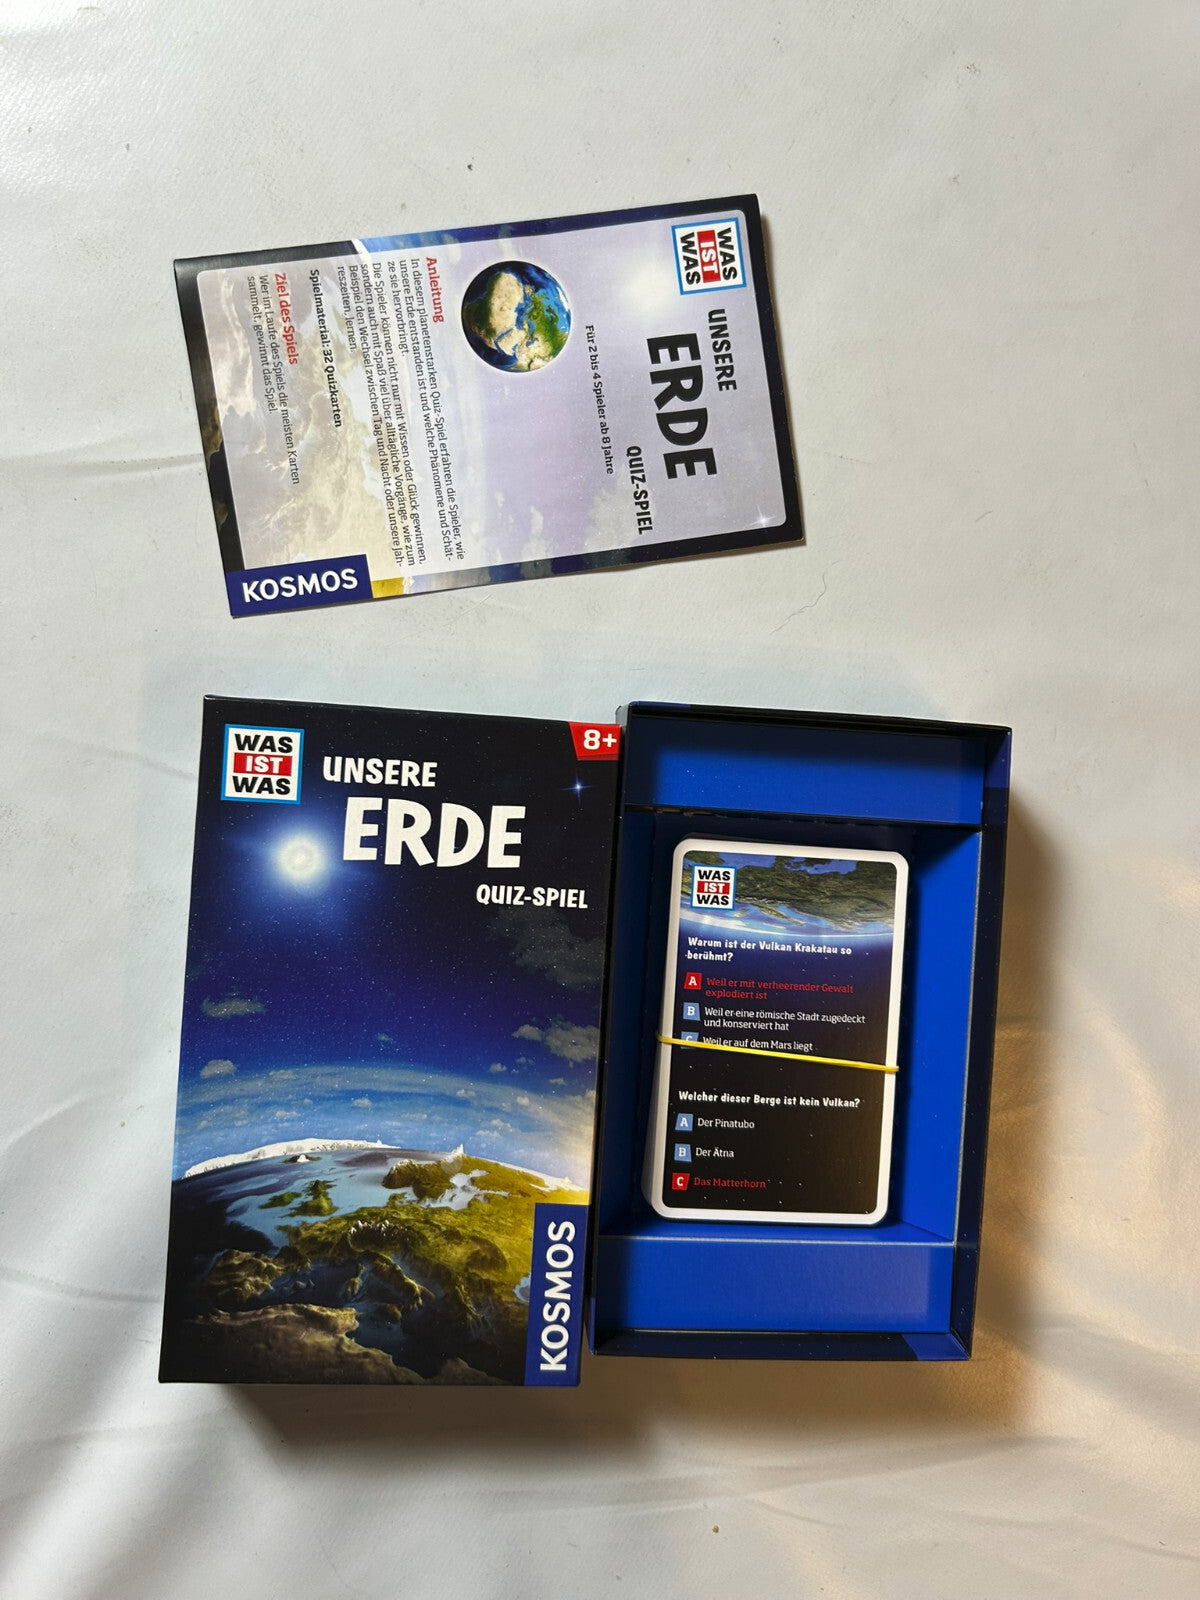 WAS
IST
WAS
UNSERE
ERDE
QUIZ-SPIEL
Für 2 bis 4 Spieler ab 8 Jahre
Anleitung
In diesem planetenstarken Quiz-Spiel erfahren die Spieler, wie
unsere Erde entstanden ist und welche Phänomene und Schät-
ze sie hervorbringt.
Die Spieler können nicht nur mit Wissen oder Glück gewinnen,
sondern auch mit Spaß viel über alltägliche Vorgänge, wie zum
Beispiel den Wechsel zwischen Tag und Nacht oder unsere Jah-
reszeiten, lernen.
Spielmaterial: 32 Quizkarten
Ziel des Spiels
Wer im Laufe des Spiels die meisten Karten
sammelt, gewinnt das Spiel.
KOSMOS
WAS
IST
WAS
8+
UNSERE
ERDE
QUIZ-SPIEL
KOSMOS
WAS
IST
WAS
Warum ist der Vulkan Krakatau so
berühmt?
A Weil er mit verheerender Gewalt
explodiert ist
B Weil er eine römische Stadt zugedeckt
und konserviert hat
C Weil er auf dem Mars liegt
Welcher dieser Berge ist kein Vulkan?
A Der Pinatubo
B Der Ätna
C Das Matterhorn